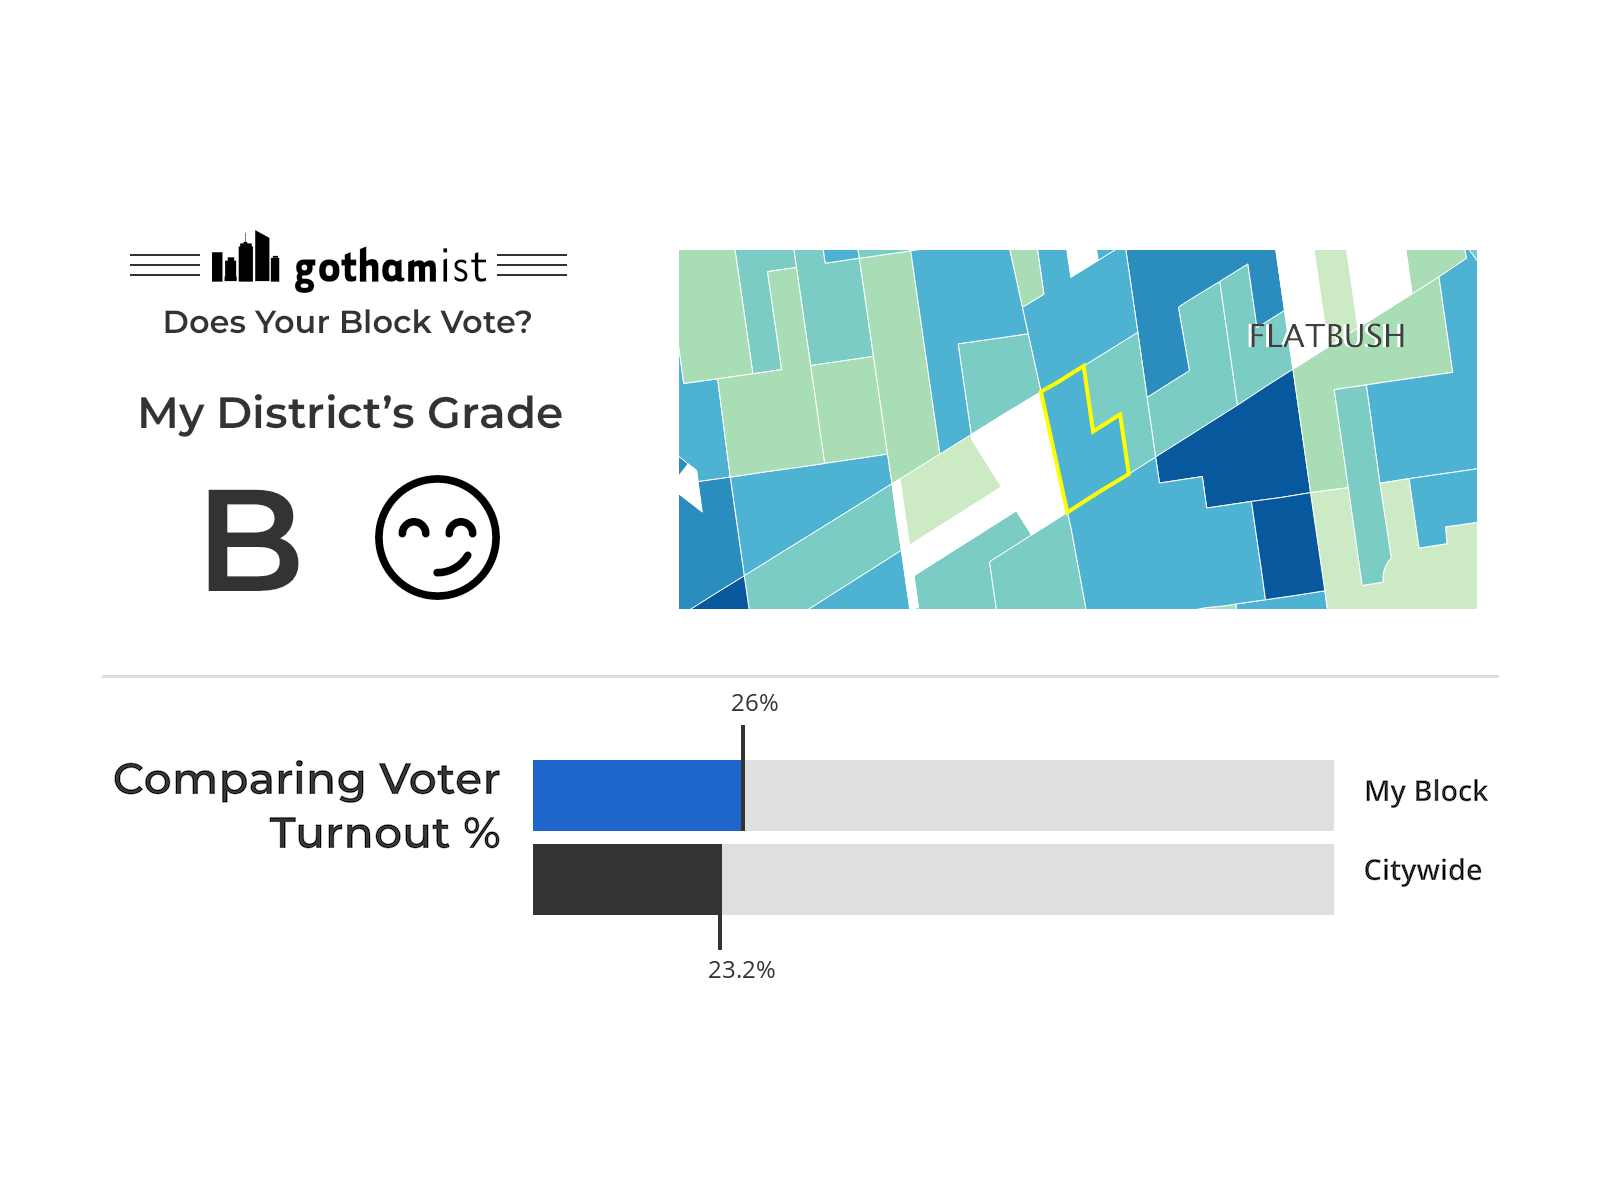 gothamist
Does Your Block Vote?
My District's Grade
B
FLATBUSH
26%
Comparing Voter
Turnout %
My Block
Citywide
23.2%